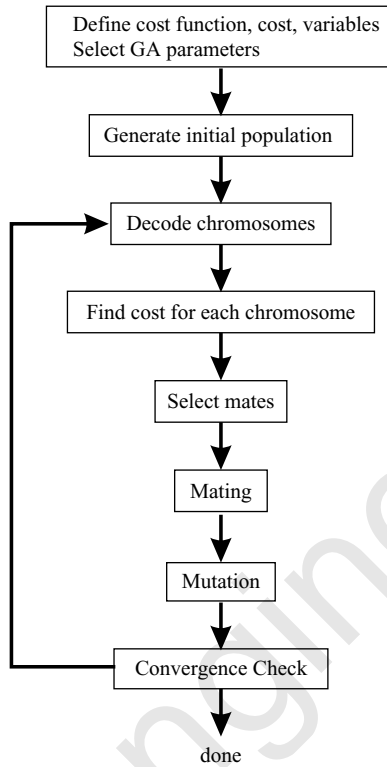 Define cost function, cost, variables
Select GA parameters
Generate initial population
Decode chromosomes
Find cost for each chromosome
Select mates
Mating
Mutation
Convergence Check
done